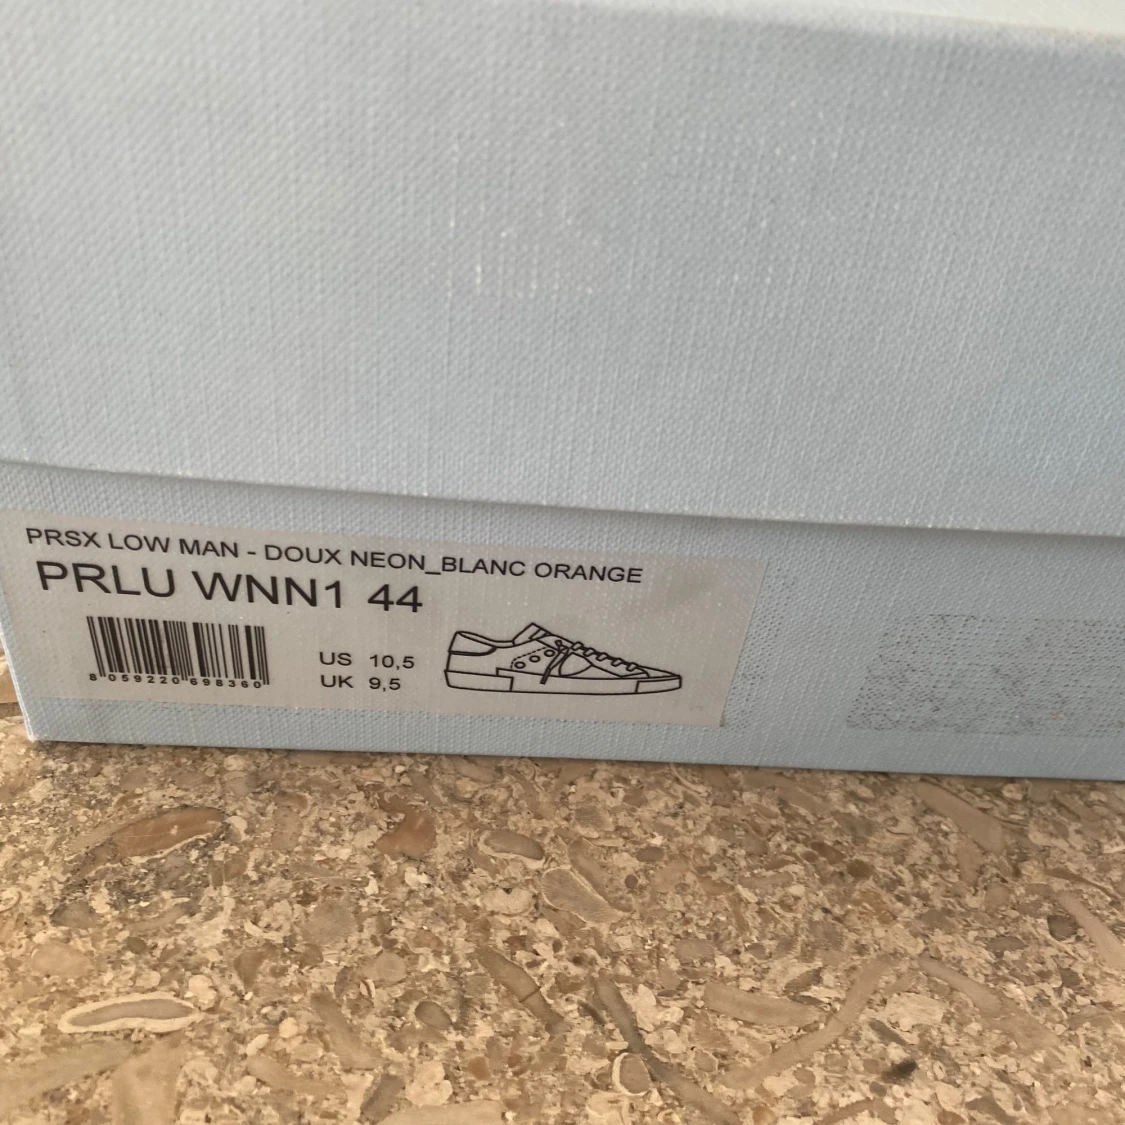 PRSX LOW MAN - DOUX NEON_BLANC ORANGE
PRLU WNN1 44
US 10,5
UK 9,5
8 059220 698360